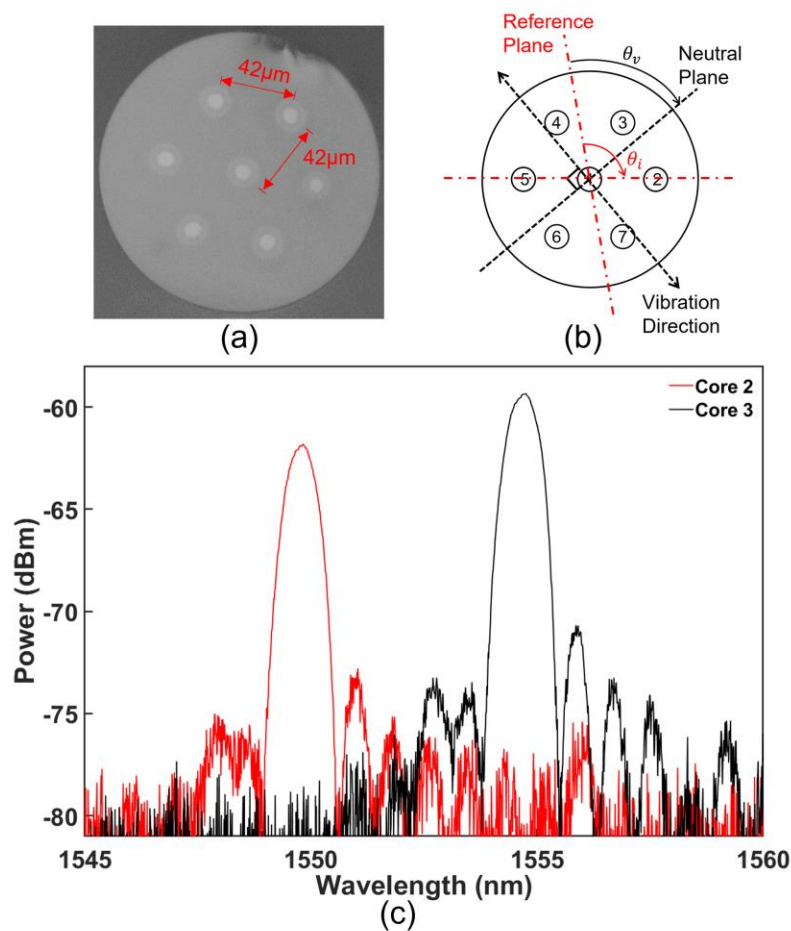 42μm
42μm
(a)
Reference
Plane
θv
Neutral
Plane
4
3
θi
5
2
6
7
Vibration
Direction
(b)
Core 2
Core 3
-60
-65
-70
-75
-80
Power (dBm)
1545
1550
1555
1560
Wavelength (nm)
(c)